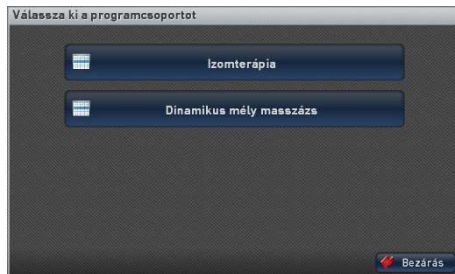 Válassza ki a programcsoportot
Izomterápia
Dinamikus mély masszázs
Bezárás